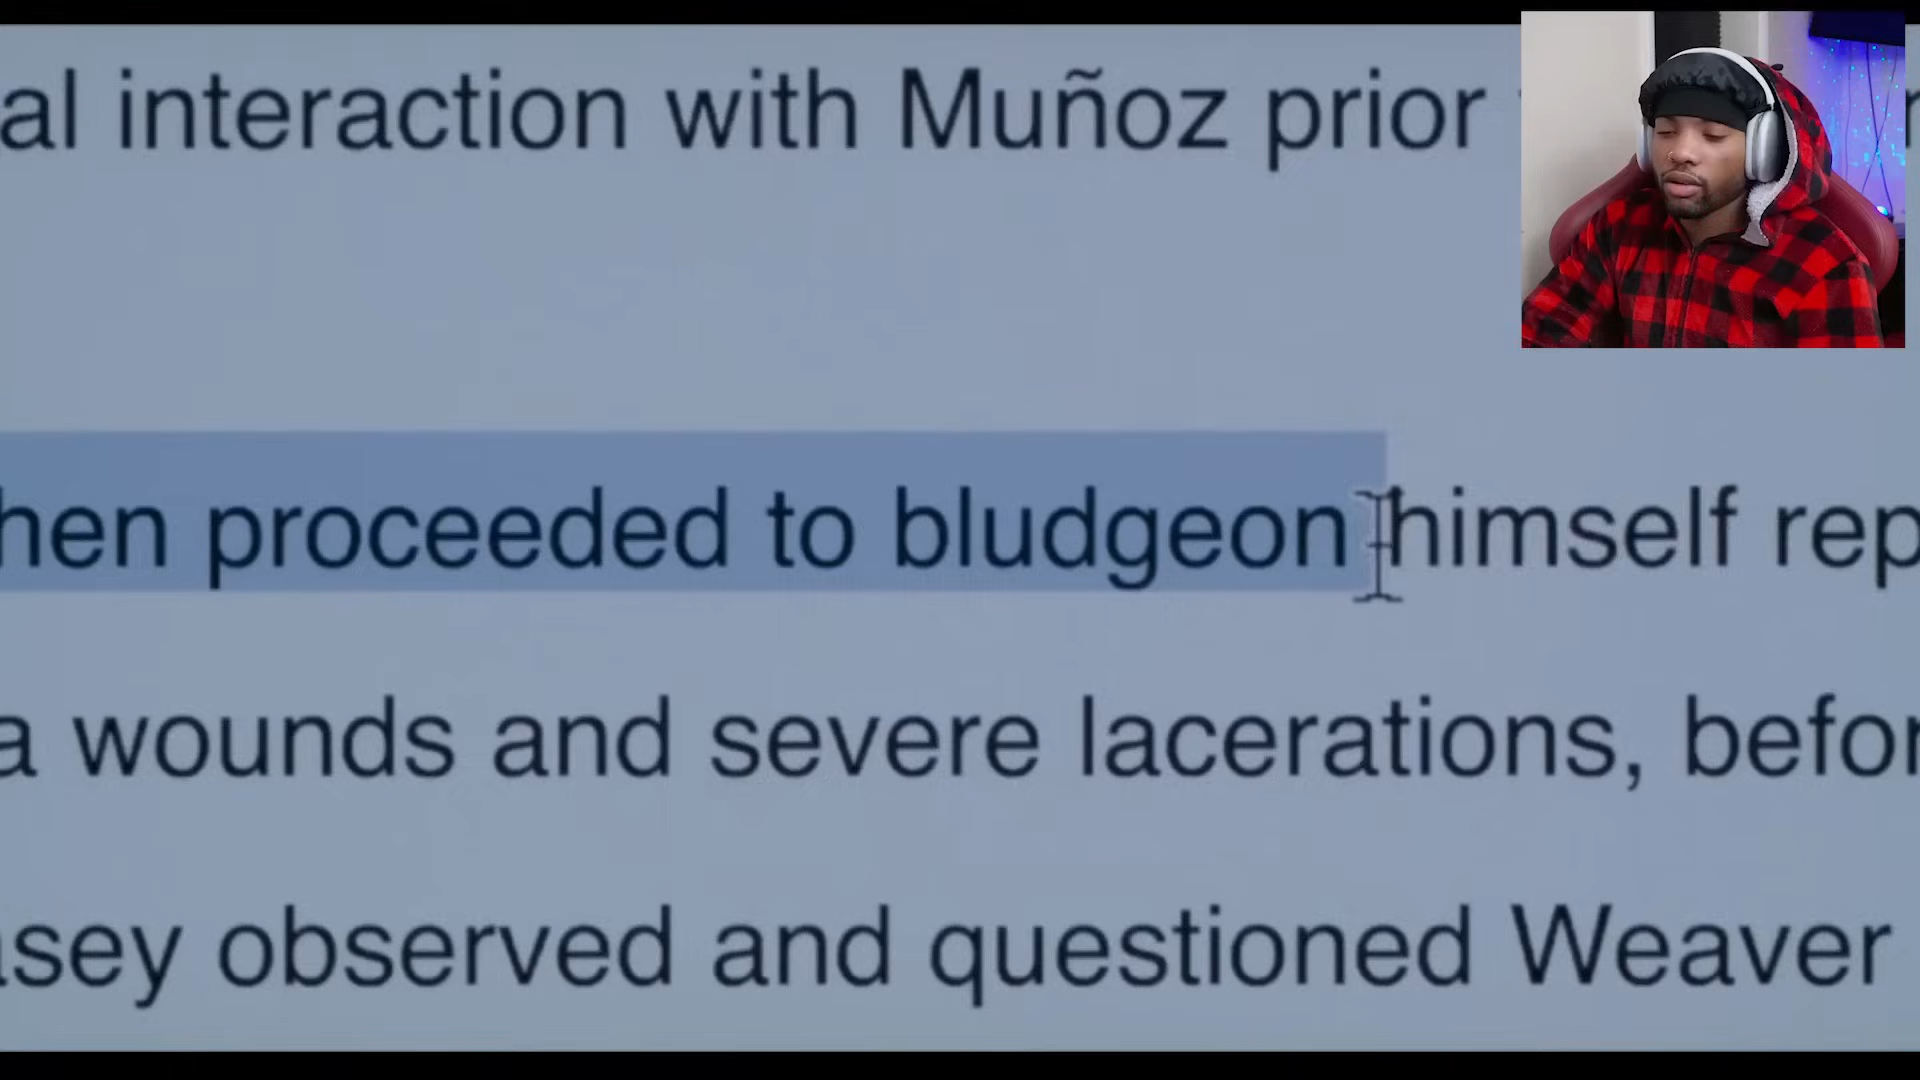 al interaction with Muñoz prior
hen proceeded to bludgeon himself rep
a wounds and severe lacerations, befor
asey observed and questioned Weaver